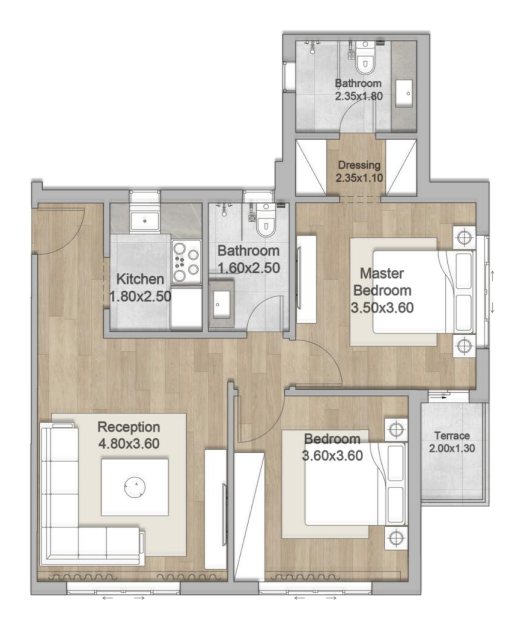 Bathroom
2.35x1.80
Dressing
2.35x1.10
Kitchen
1.80x2.50
Bathroom
1.60x2.50
Master
Bedroom
3.50x3.60
Reception
4.80x3.60
Bedroom
3.60x3.60
Terrace
2.00x1.30